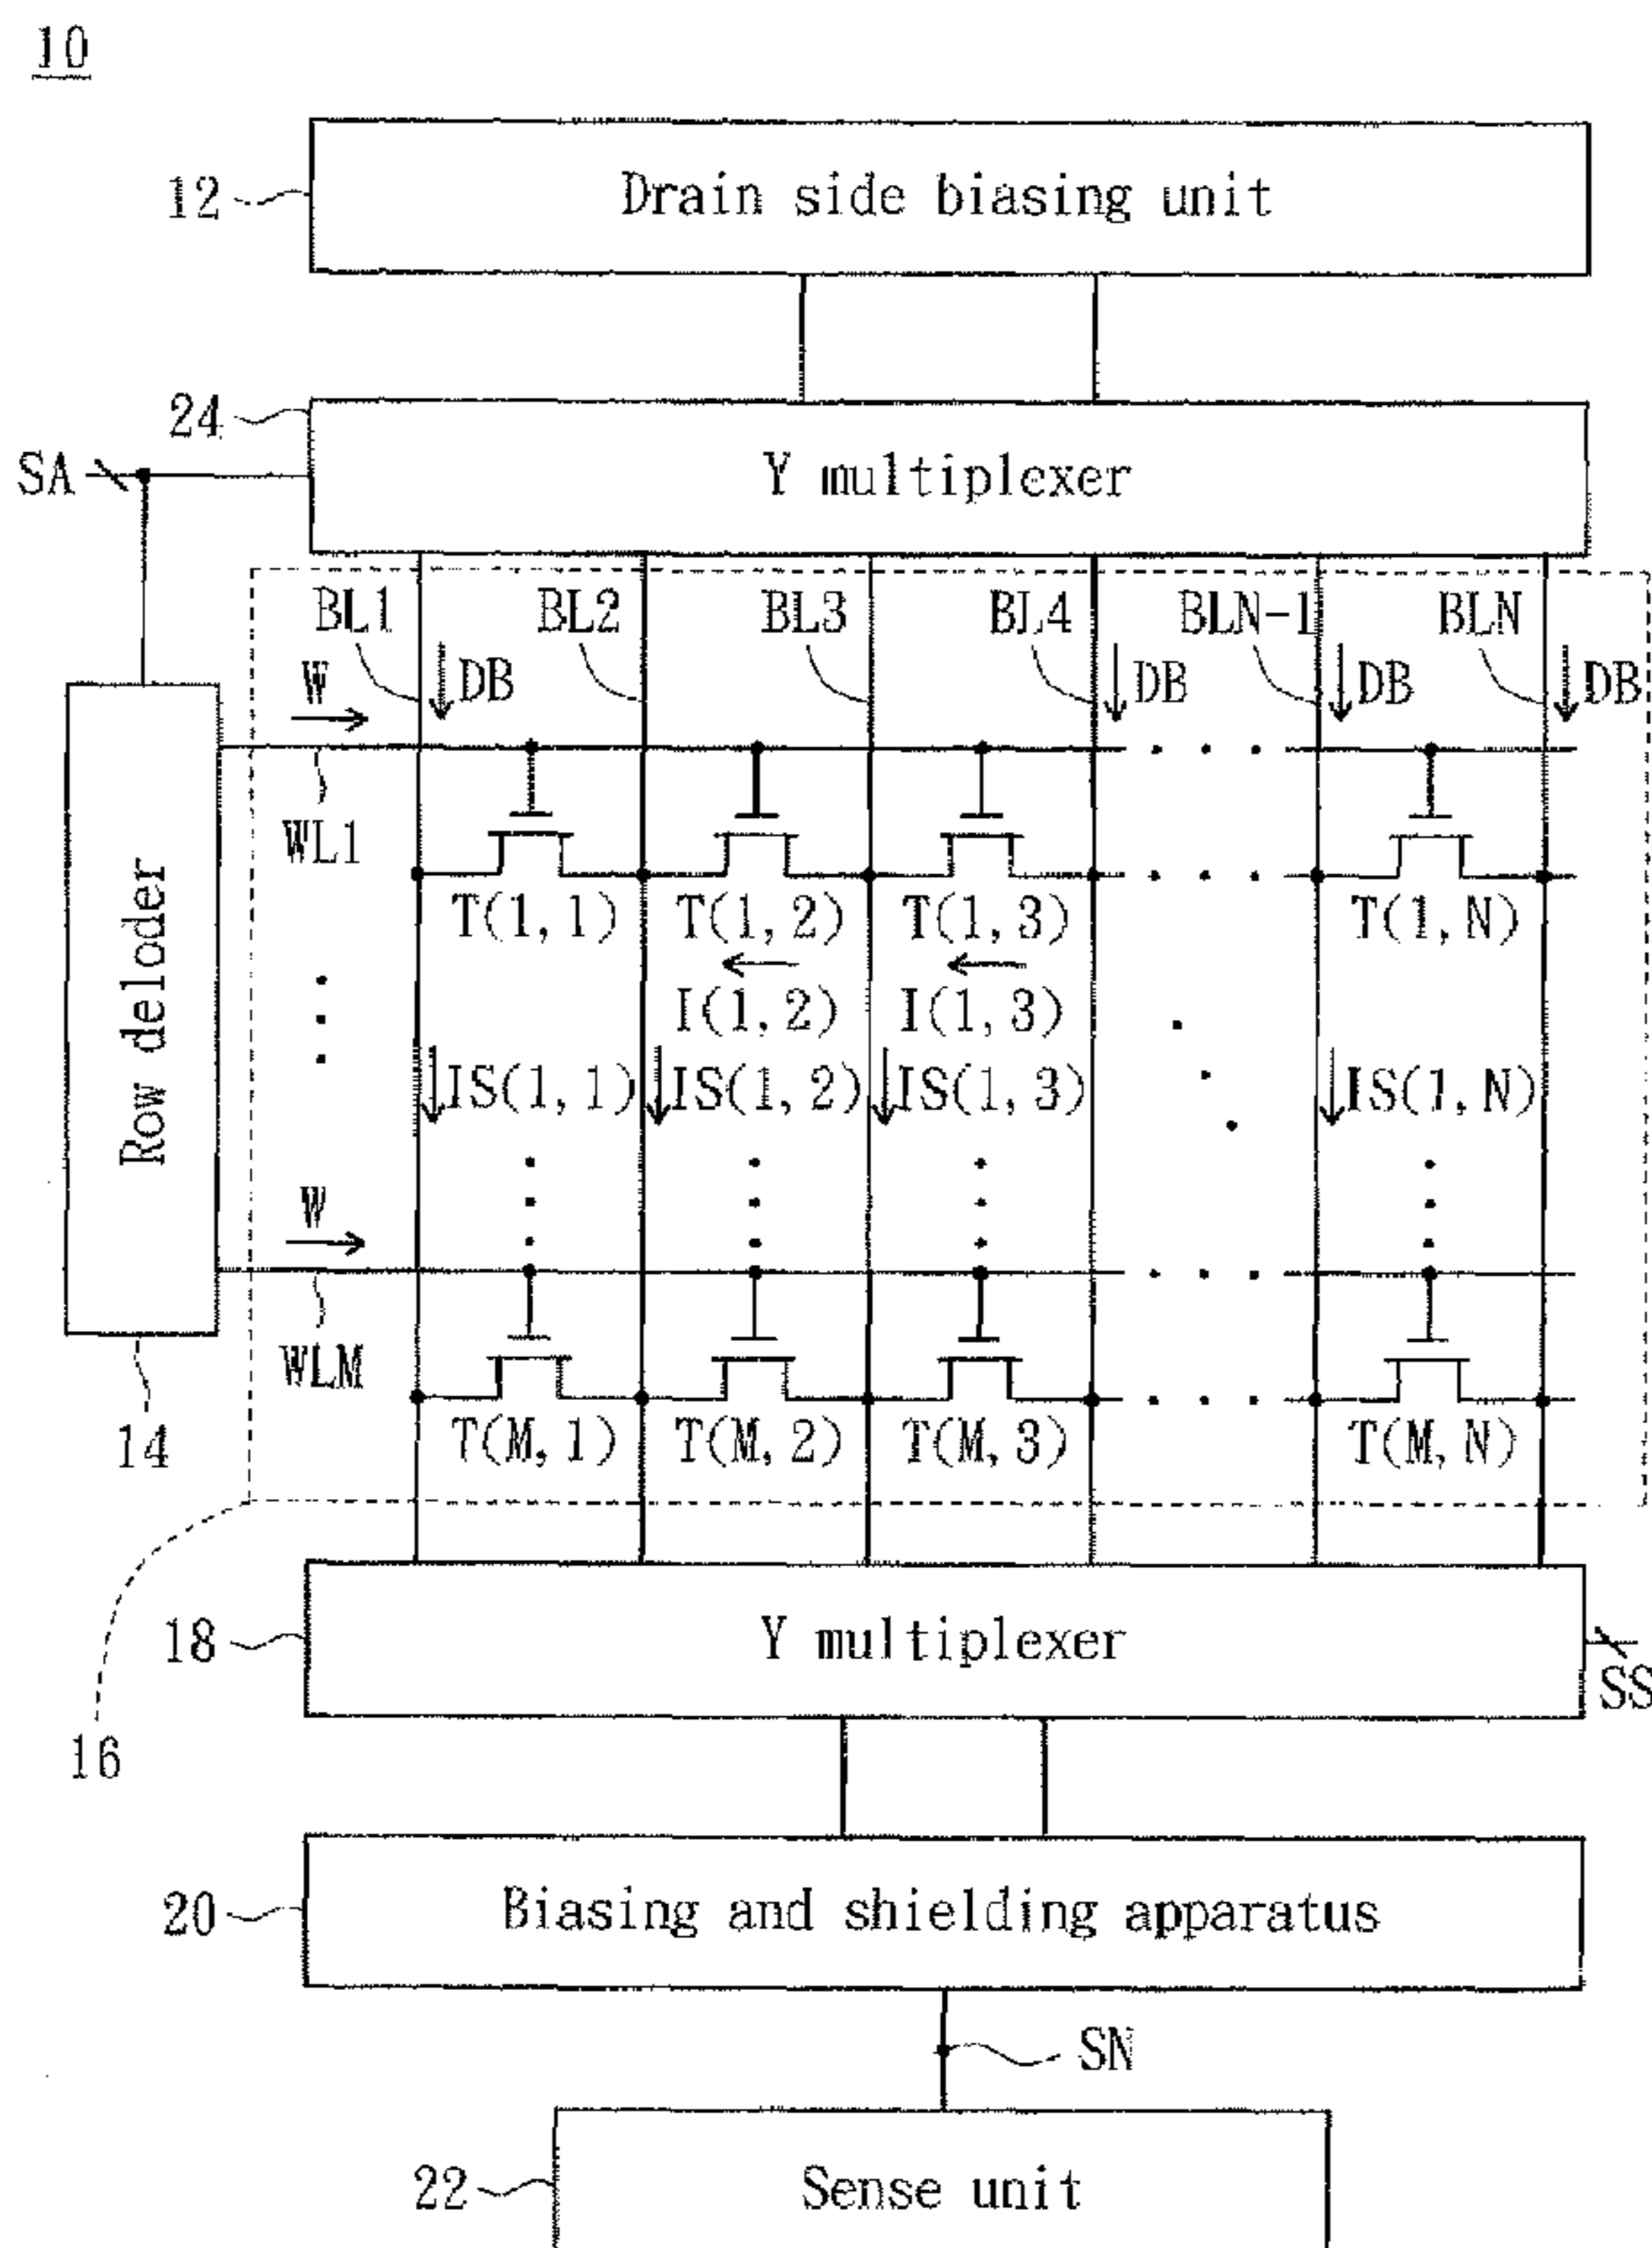 10
12
Drain side biasing unit
24
SA
Y multiplexer
BL1 BL2 BL3 BL4 BLN-1 BLN
W DB DB DB DB
WL1
Row deloder
T(1,1) T(1,2) T(1,3) T(1,N)
I(1,2) I(1,3)
IS(1,1) IS(1,2) IS(1,3) IS(1,N)
W
WLM
14
T(M,1) T(M,2) T(M,3) T(M,N)
18
Y multiplexer
SS
16
20
Biasing and shielding apparatus
SN
22
Sense unit